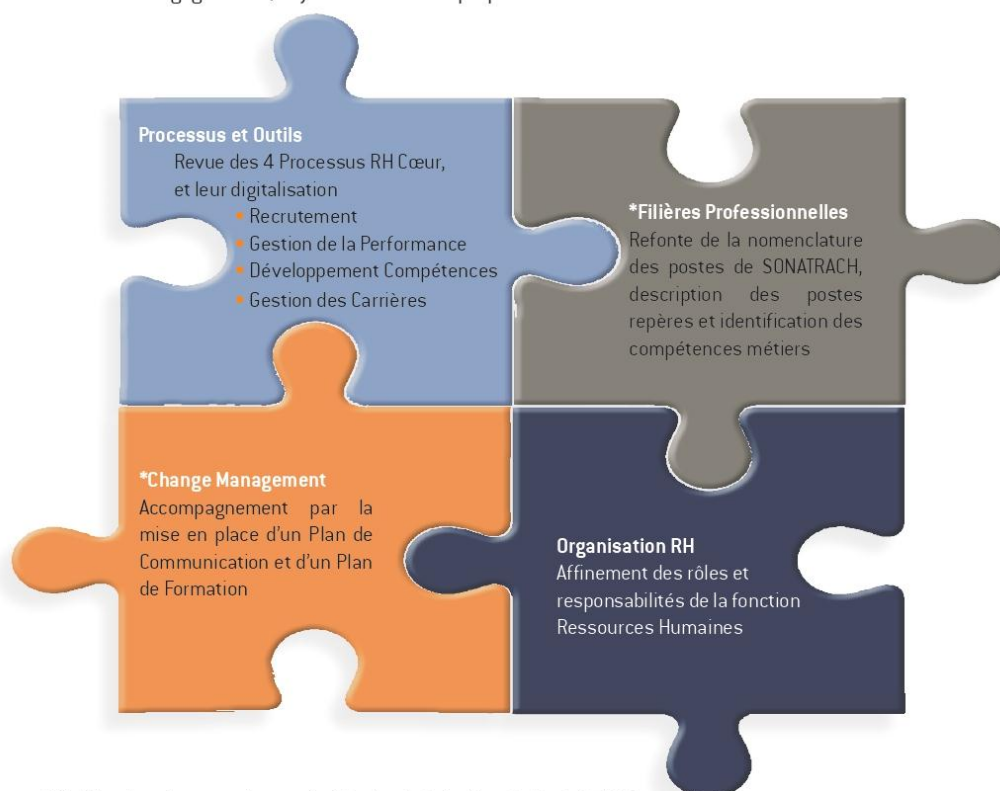 Processus et Outils
Revue des 4 Processus RH Cœur,
et leur digitalisation
• Recrutement
• Gestion de la Performance
• Développement Compétences
• Gestion des Carrières
*Filières Professionnelles
Refonte de la nomenclature
des postes de SONATRACH,
description des postes
repères et identification des
compétences métiers
*Change Management
Accompagnement par la
mise en place d'un Plan de
Communication et d'un Plan
de Formation
Organisation RH
Affinement des rôles et
responsabilités de la fonction
Ressources Humaines